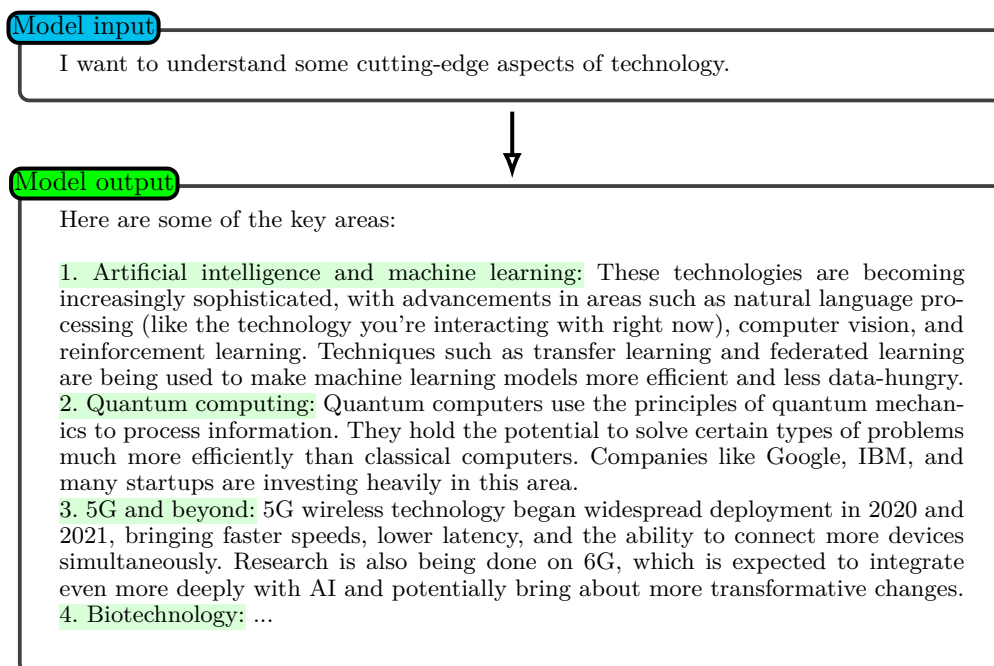 Model input
I want to understand some cutting-edge aspects of technology.
Model output
Here are some of the key areas:
1. Artificial intelligence and machine learning: These technologies are becoming
increasingly sophisticated, with advancements in areas such as natural language pro-
cessing (like the technology you're interacting with right now), computer vision, and
reinforcement learning. Techniques such as transfer learning and federated learning
are being used to make machine learning models more efficient and less data-hungry.
2. Quantum computing: Quantum computers use the principles of quantum mechan-
ics to process information. They hold the potential to solve certain types of problems
much more efficiently than classical computers. Companies like Google, IBM, and
many startups are investing heavily in this area.
3. 5G and beyond: 5G wireless technology began widespread deployment in 2020 and
2021, bringing faster speeds, lower latency, and the ability to connect more devices
simultaneously. Research is also being done on 6G, which is expected to integrate
even more deeply with AI and potentially bring about more transformative changes.
4. Biotechnology: ...